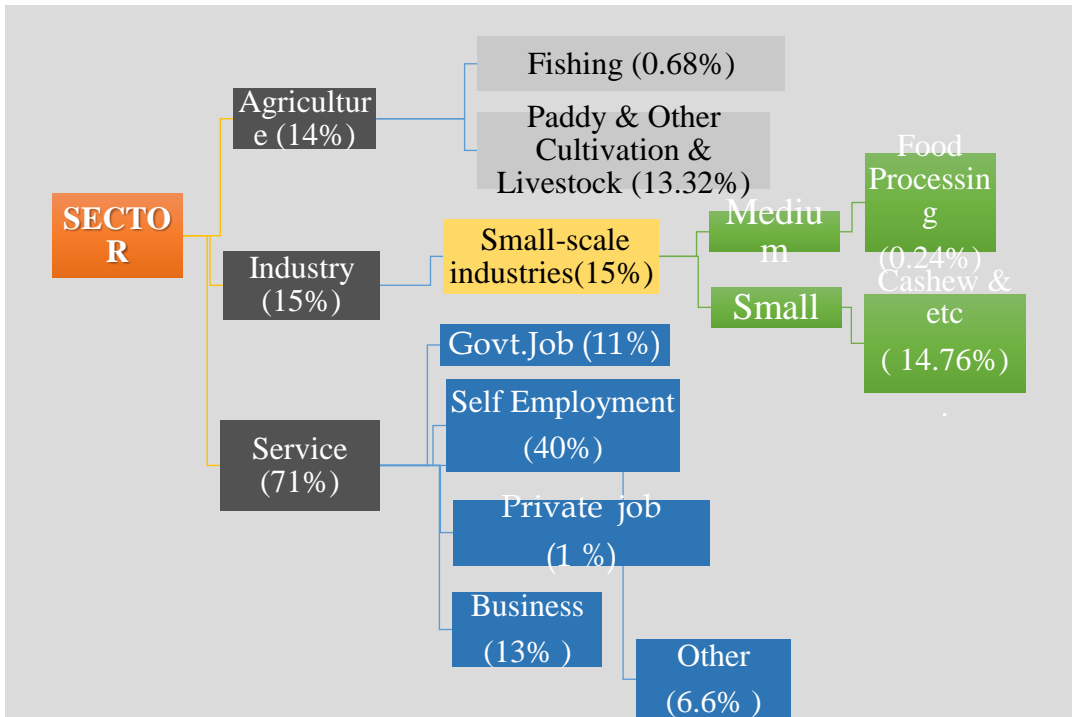 SECTO
R
Agricultur
e (14%)
Fishing (0.68%)
Paddy & Other
Cultivation &
Livestock (13.32%)
Industry
(15%)
Small-scale
industries(15%)
Mediu
m
Food
Processin
g
(0.24%)
Small
Cashew &
etc
( 14.76%)
.
Service
(71%)
Govt.Job (11%)
Self Employment
(40%)
Private job
(1 %)
Business
(13% )
Other
(6.6% )